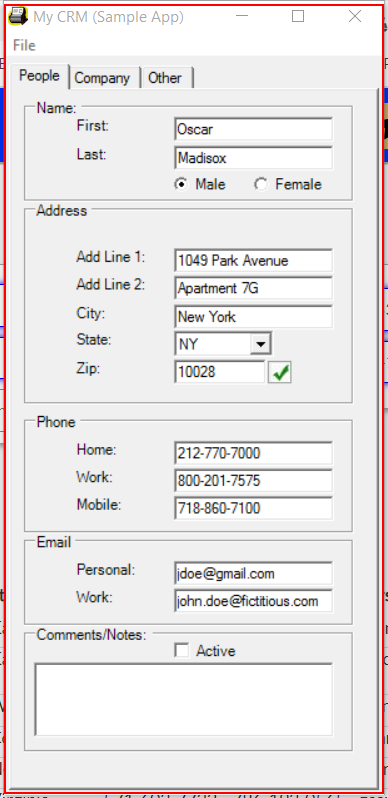 My CRM (Sample App)
File
People Company Other
Name:
First: Oscar
Last: Madisox
Male Female
Address
Add Line 1: 1049 Park Avenue
Add Line 2: Apartment 7G
City: New York
State: NY
Zip: 10028
Phone
Home: 212-770-7000
Work: 800-201-7575
Mobile: 718-860-7100
Email
Personal: jdoe@gmail.com
Work: john.doe@fictitious.com
Comments/Notes:
Active